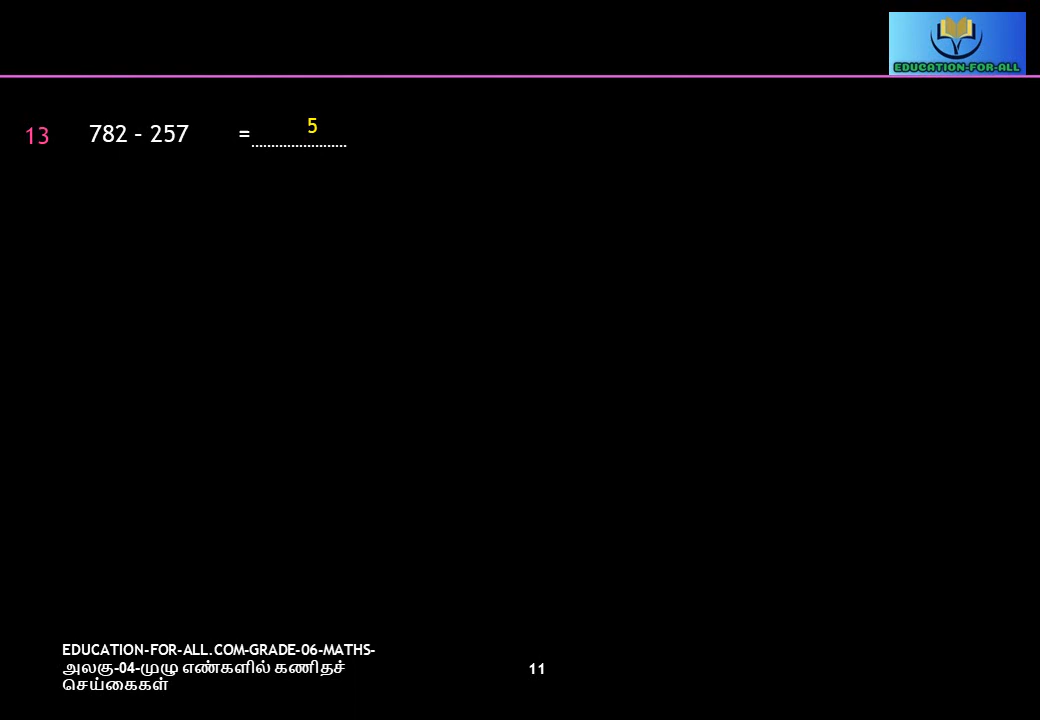 EDUCATION-FOR-ALL
13 782 – 257 =........................ 5
EDUCATION-FOR-ALL.COM-GRADE-06-MATHS-
அலகு-04-முழு எண்களில் கணிதச்
செய்கைகள்
11